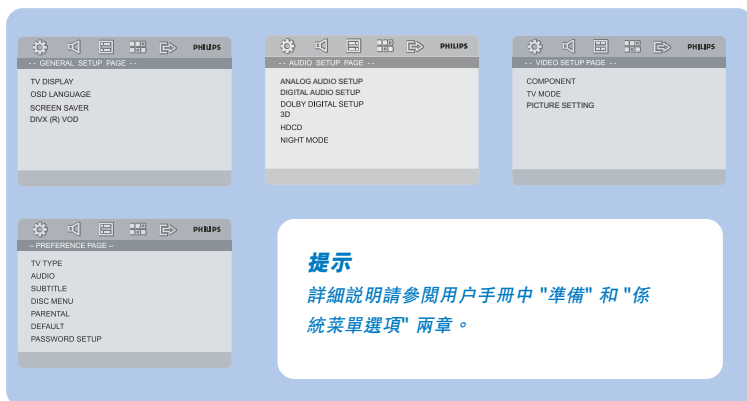 PHILIPS
-- GENERAL SETUP PAGE --
TV DISPLAY
OSD LANGUAGE
SCREEN SAVER
DIVX (R) VOD
PHILIPS
-- AUDIO SETUP PAGE --
ANALOG AUDIO SETUP
DIGITAL AUDIO SETUP
DOLBY DIGITAL SETUP
3D
HDCD
NIGHT MODE
PHILIPS
-- VIDEO SETUP PAGE --
COMPONENT
TV MODE
PICTURE SETTING
PHILIPS
-- PREFERENCE PAGE --
TV TYPE
AUDIO
SUBTITLE
DISC MENU
PARENTAL
DEFAULT
PASSWORD SETUP
提示
詳細説明請參閱用户手冊中 "準備" 和 "係
統菜單選項" 兩章。